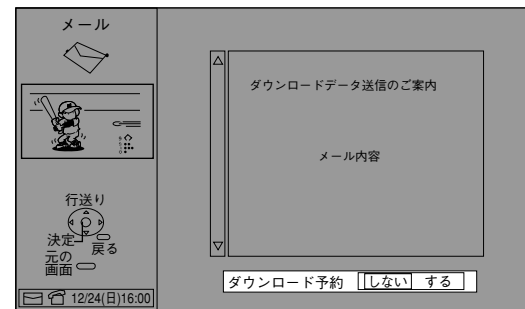 メール
行送り
決定
戻る
元の
画面
12/24(日)16:00
ダウンロードデータ送信のご案内
メール内容
ダウンロード予約 しない する